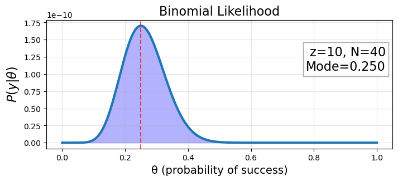 Binomial Likelihood
1e−10
1.75
1.50
1.25
1.00
0.75
0.50
0.25
0.00
P(y|θ)
z=10, N=40
Mode=0.250
0.0 0.2 0.4 0.6 0.8 1.0
θ (probability of success)